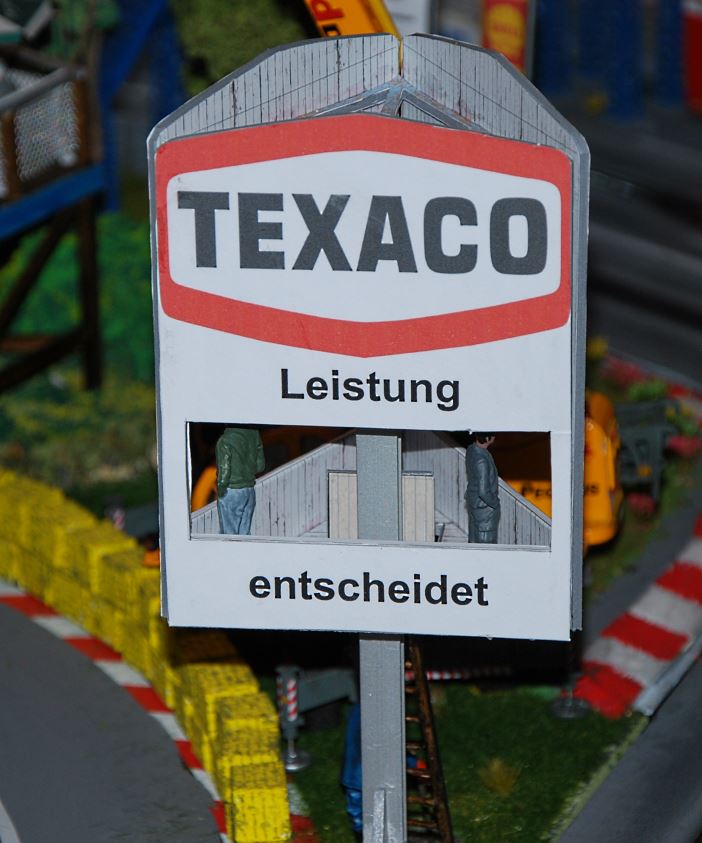 TEXACO
Leistung
entscheidet